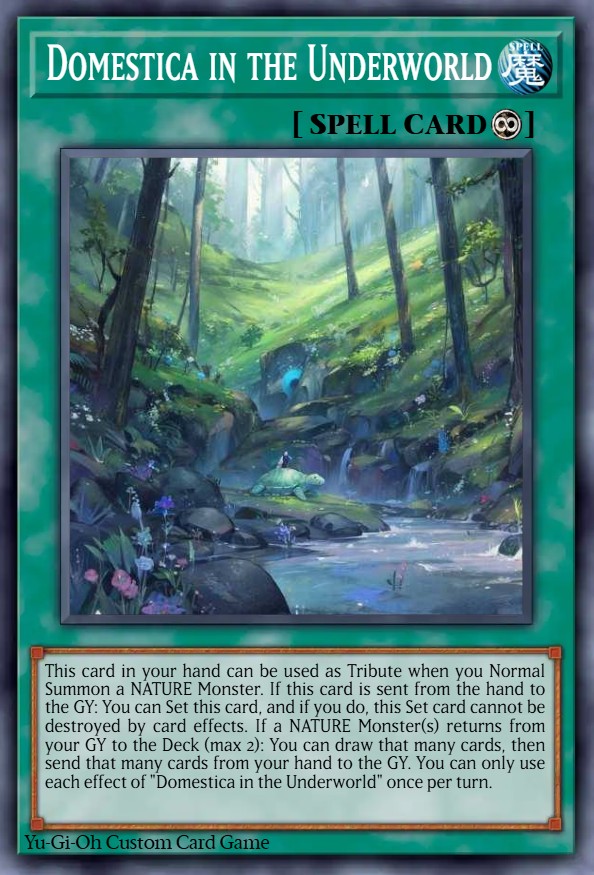 Domestica in the Underworld
SPELL
魔
[ Spell Card ]
This card in your hand can be used as Tribute when you Normal
Summon a NATURE Monster. If this card is sent from the hand to
the GY: You can Set this card, and if you do, this Set card cannot be
destroyed by card effects. If a NATURE Monster(s) returns from
your GY to the Deck (max 2): You can draw that many cards, then
send that many cards from your hand to the GY. You can only use
each effect of "Domestica in the Underworld" once per turn.
Yu-Gi-Oh Custom Card Game